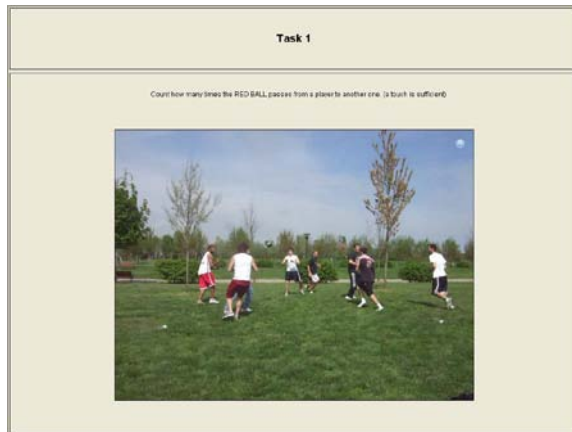 Task 1
Count how many times the RED BALL passes from a player to another one. (a touch is sufficient)